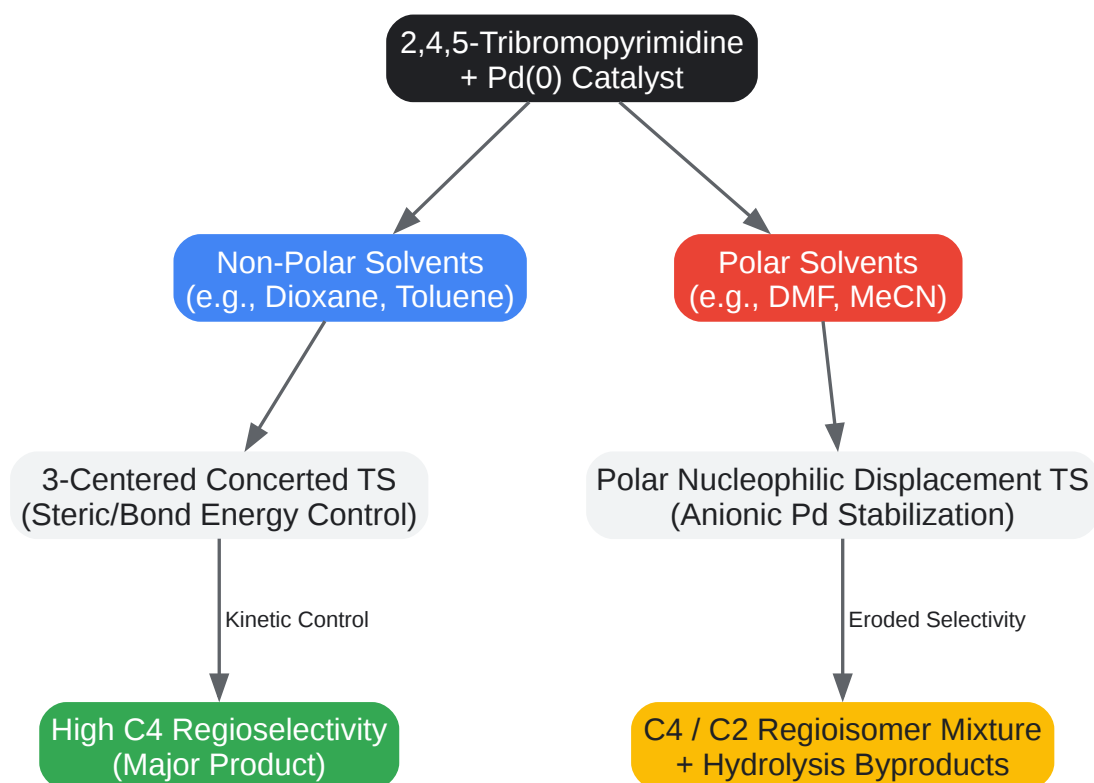 2,4,5-Tribromopyrimidine
+ Pd(0) Catalyst
Non-Polar Solvents
(e.g., Dioxane, Toluene)
Polar Solvents
(e.g., DMF, MeCN)
3-Centered Concerted TS
(Steric/Bond Energy Control)
Polar Nucleophilic Displacement TS
(Anionic Pd Stabilization)
Kinetic Control
Eroded Selectivity
High C4 Regioselectivity
(Major Product)
C4 / C2 Regioisomer Mixture
+ Hydrolysis Byproducts